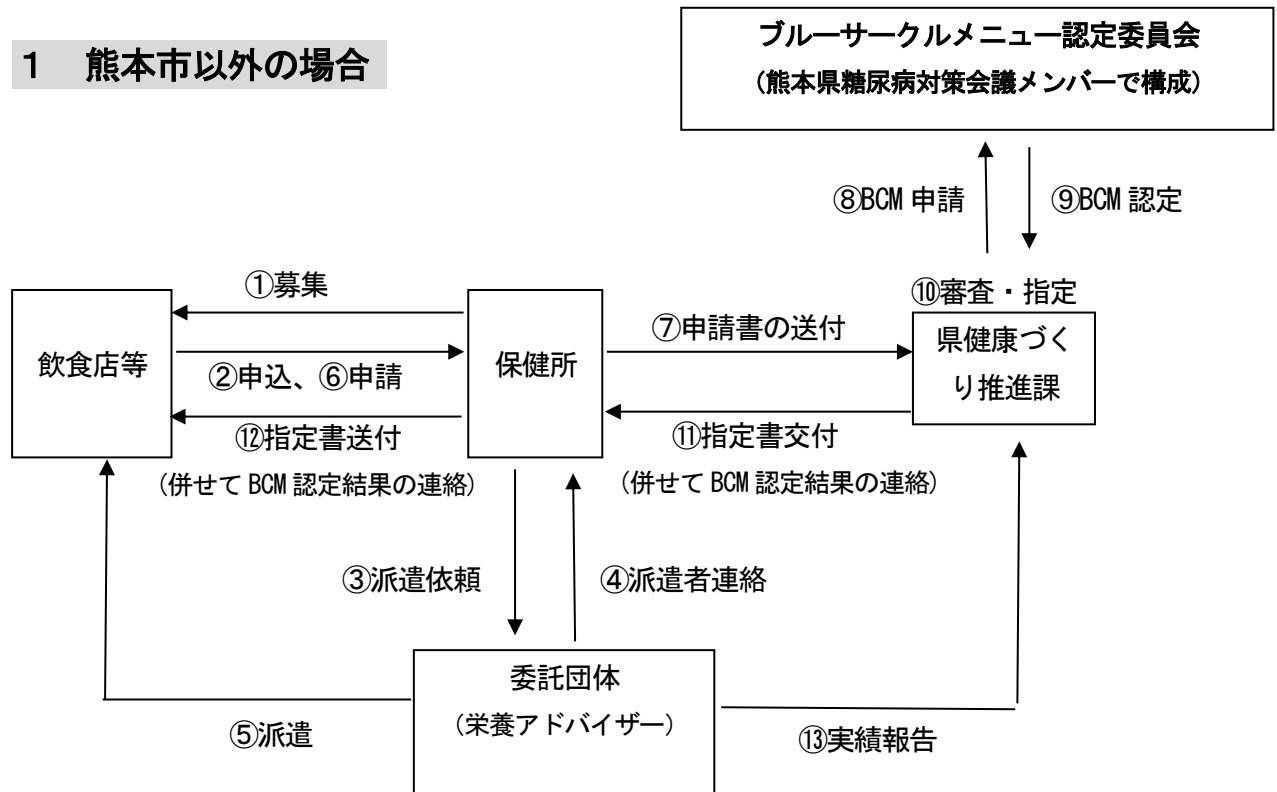 1 熊本市以外の場合
ブルーサークルメニュー認定委員会
(熊本県糖尿病対策会議メンバーで構成)
⑧BCM 申請
⑨BCM 認定
①募集
⑩審査・指定
飲食店等
②申込、⑥申請
保健所
⑦申請書の送付
県健康づく
り推進課
⑫指定書送付
(併せて BCM 認定結果の連絡)
⑪指定書交付
(併せて BCM 認定結果の連絡)
③派遣依頼
④派遣者連絡
委託団体
(栄養アドバイザー)
⑤派遣
⑬実績報告